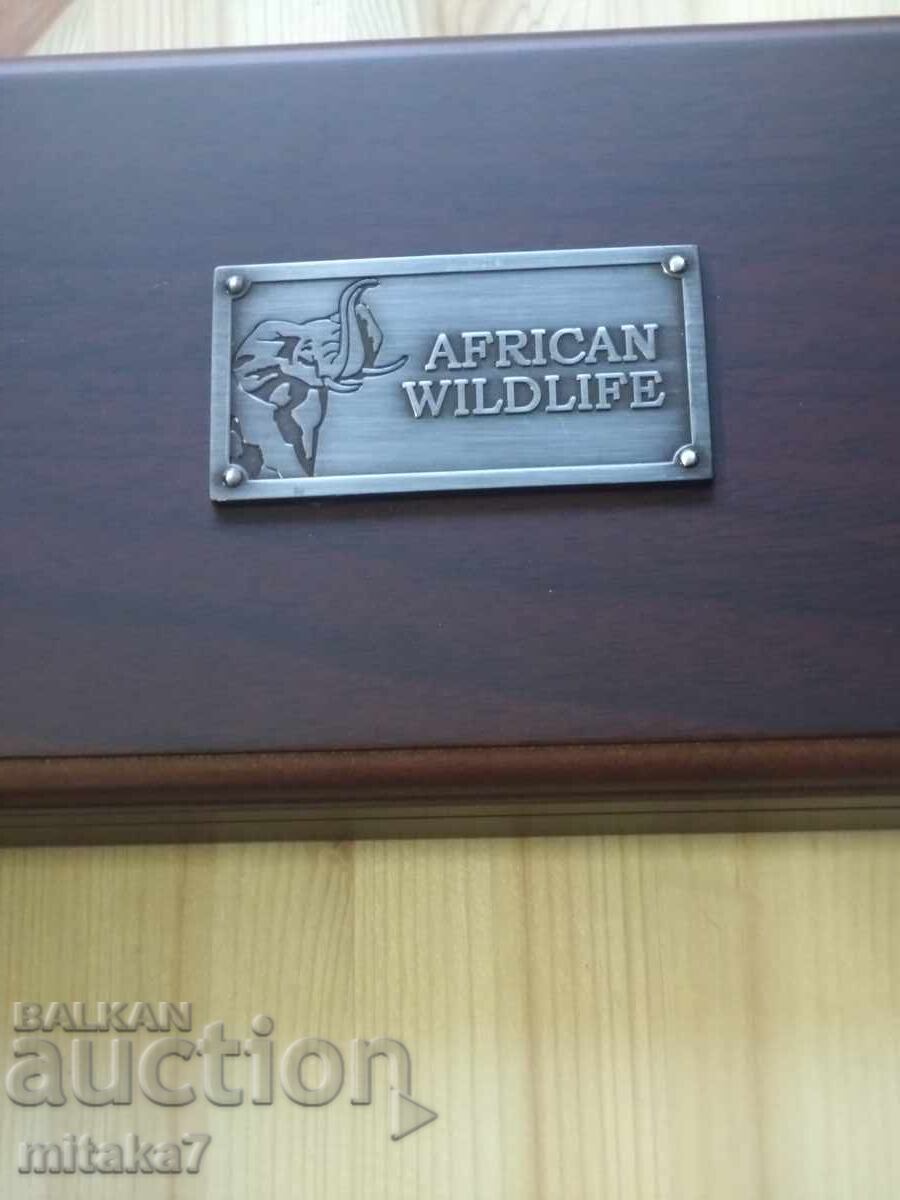 AFRICAN
WILDLIFE
BALKAN
auction
mitaka7